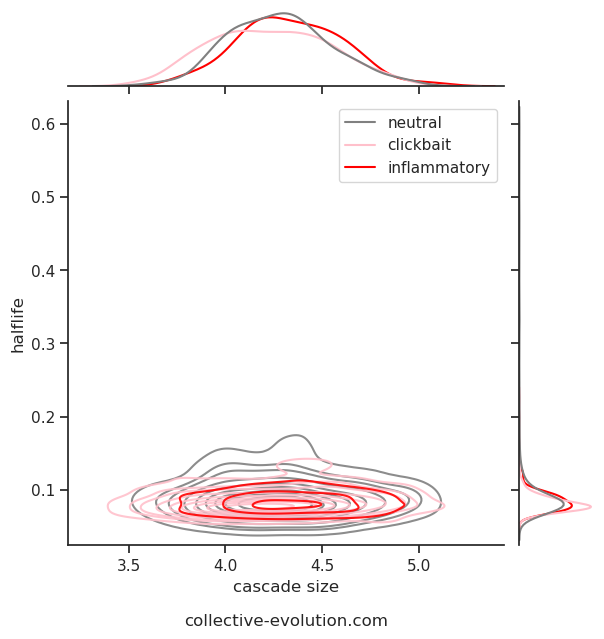 neutral
clickbait
inflammatory
0.6
0.5
0.4
0.3
0.2
0.1
halflife
3.5 4.0 4.5 5.0
cascade size
collective-evolution.com